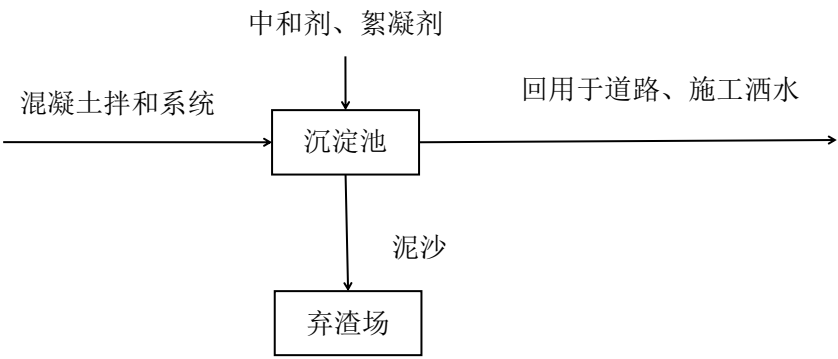 中和剂、絮凝剂
混凝土拌和系统
回用于道路、施工洒水
沉淀池
泥沙
弃渣场